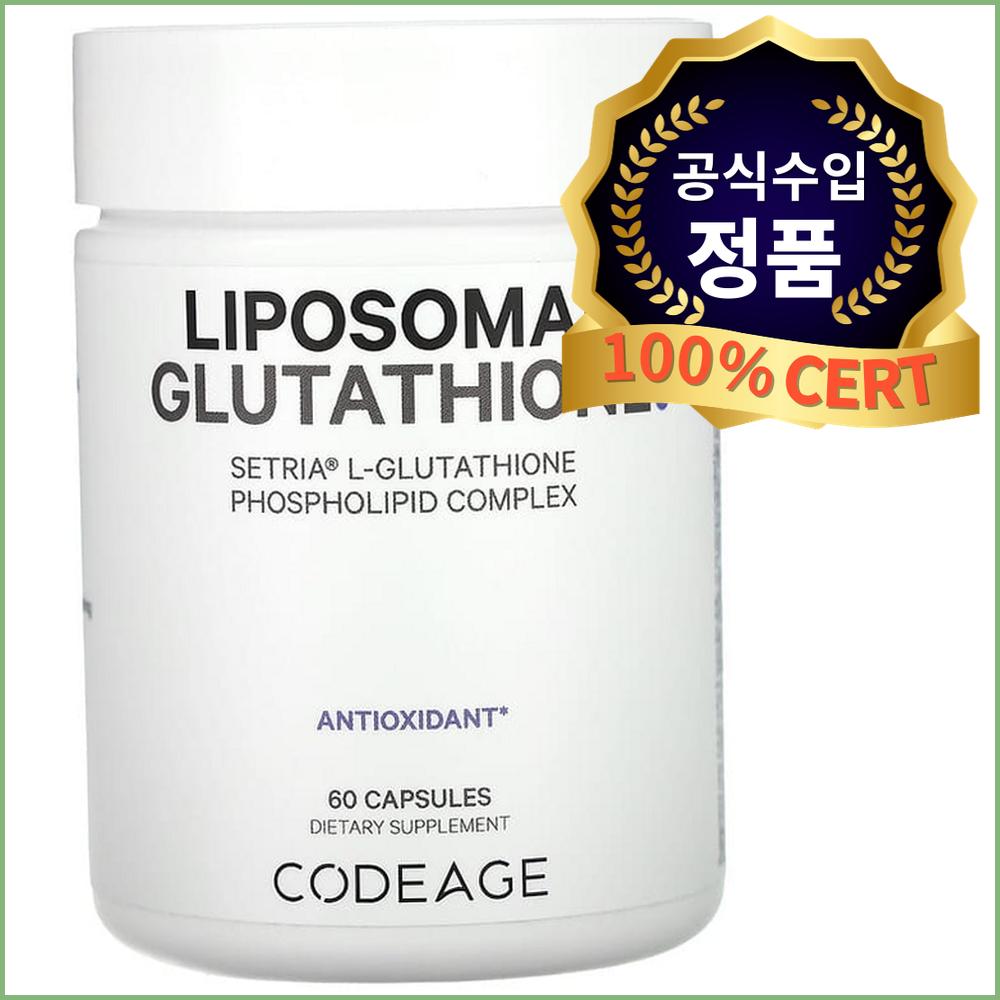 LIPOSOMA
GLUTATHIONE
SETRIA® L-GLUTATHIONE
PHOSPHOLIPID COMPLEX
ANTIOXIDANT*
60 CAPSULES
DIETARY SUPPLEMENT
CODEAGE
공식수입
정품
100% CERT